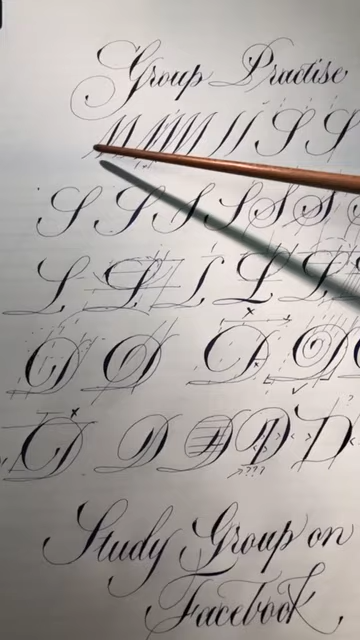 Group Practise
S S
S S S S S S
L L L L L
D D D D
D D D D D
Study Group on
Facebook